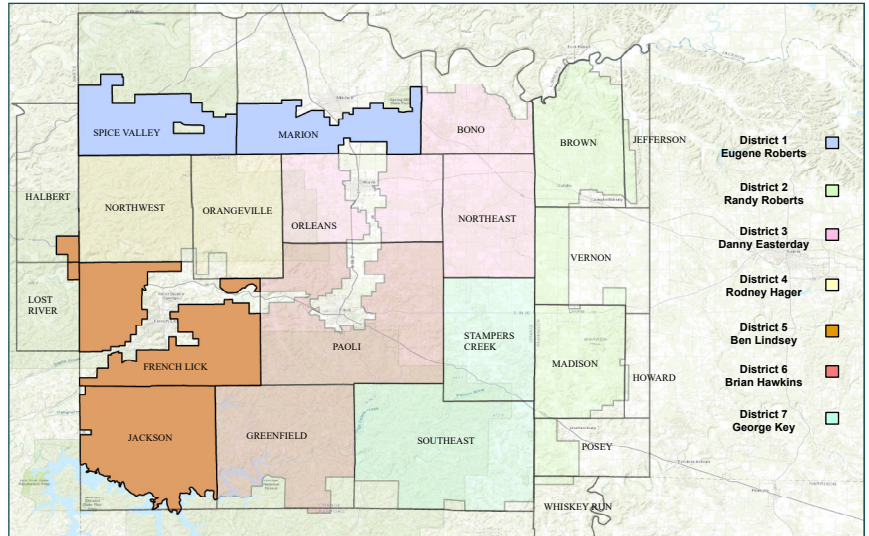 SPICE VALLEY
MARION
BONO
BROWN
JEFFERSON
HALBERT
NORTHWEST
ORANGEVILLE
ORLEANS
NORTHEAST
VERNON
LOST
RIVER
FRENCH LICK
PAOLI
STAMPERS
CREEK
MADISON
HOWARD
JACKSON
GREENFIELD
SOUTHEAST
POSEY
WHISKEY RUN
District 1
Eugene Roberts
District 2
Randy Roberts
District 3
Danny Easterday
District 4
Rodney Hager
District 5
Ben Lindsey
District 6
Brian Hawkins
District 7
George Key